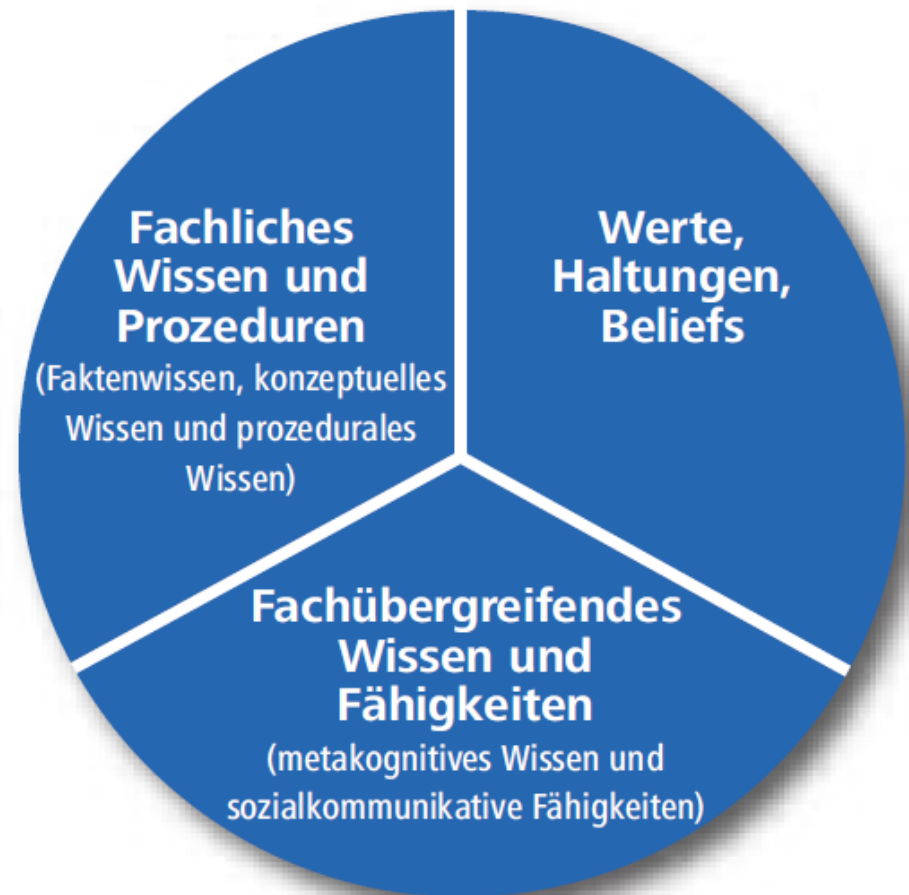 Fachliches
Wissen und
Prozeduren
(Faktenwissen, konzeptuelles
Wissen und prozedurales
Wissen)
Werte,
Haltungen,
Beliefs
Fachübergreifendes
Wissen und
Fähigkeiten
(metakognitives Wissen und
sozialkommunikative Fähigkeiten)